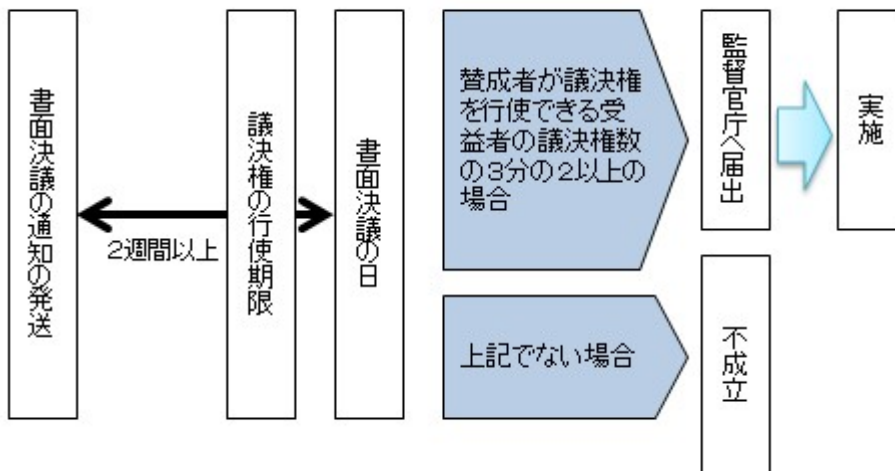 書面決議の通知の発送
2週間以上
議決権の行使期限
書面決議の日
賛成者が議決権
を行使できる受
益者の議決権数
の3分の2以上の
場合
監督官庁へ届出
実施
上記でない場合
不成立